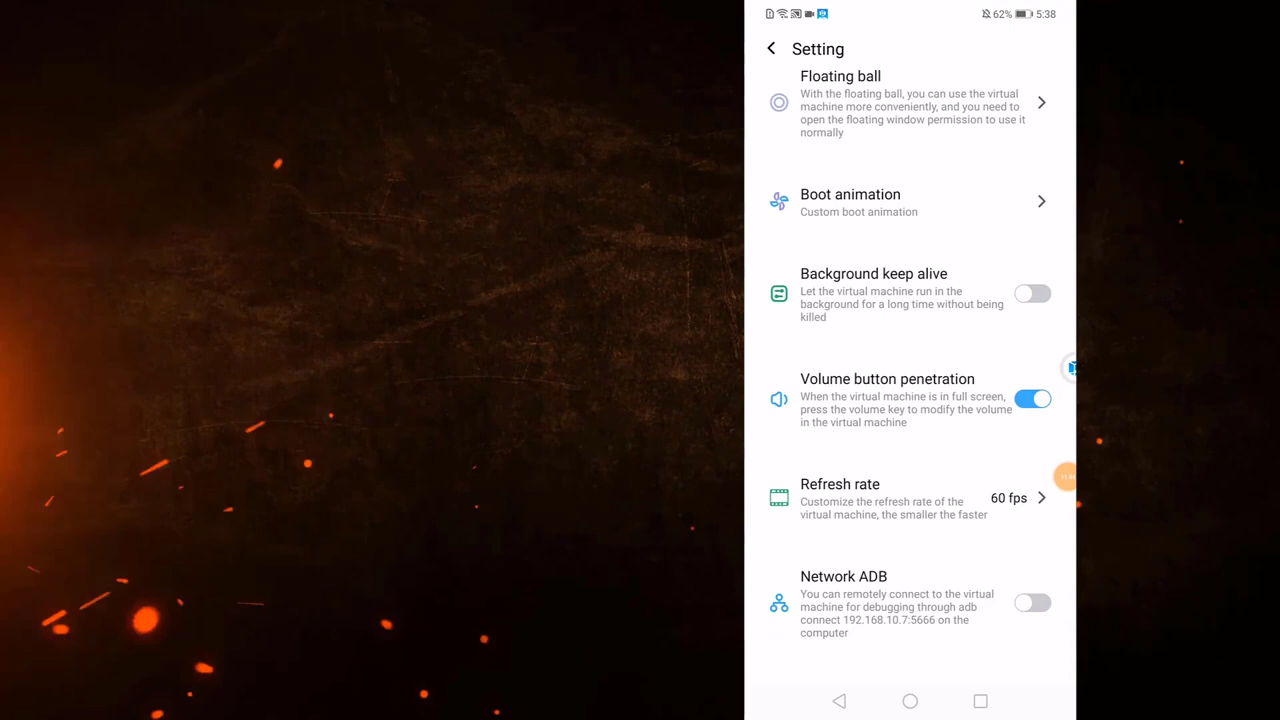 62% 5:38
Setting
Floating ball
With the floating ball, you can use the virtual
machine more conveniently, and you need to
open the floating window permission to use it
normally
Boot animation
Custom boot animation
Background keep alive
Let the virtual machine run in the
background for a long time without being
killed
Volume button penetration
When the virtual machine is in full screen,
press the volume key to modify the volume
in the virtual machine
Refresh rate
Customize the refresh rate of the
virtual machine, the smaller the faster
60 fps
Network ADB
You can remotely connect to the virtual
machine for debugging through adb
connect 192.168.10.7:5666 on the
computer